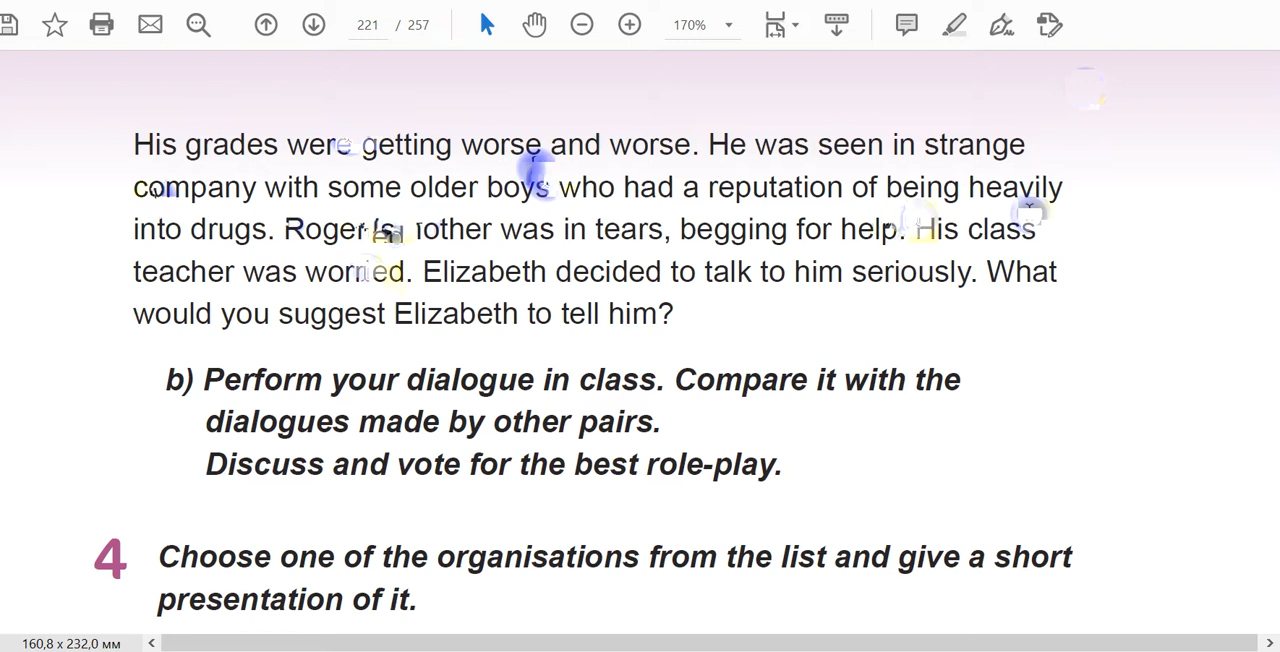 221 / 257
170%
His grades were getting worse and worse. He was seen in strange
company with some older boys who had a reputation of being heavily
into drugs. Roger's mother was in tears, begging for help. His class
teacher was worried. Elizabeth decided to talk to him seriously. What
would you suggest Elizabeth to tell him?
b) Perform your dialogue in class. Compare it with the
dialogues made by other pairs.
Discuss and vote for the best role-play.
4 Choose one of the organisations from the list and give a short
presentation of it.
160,8 x 232,0 мм